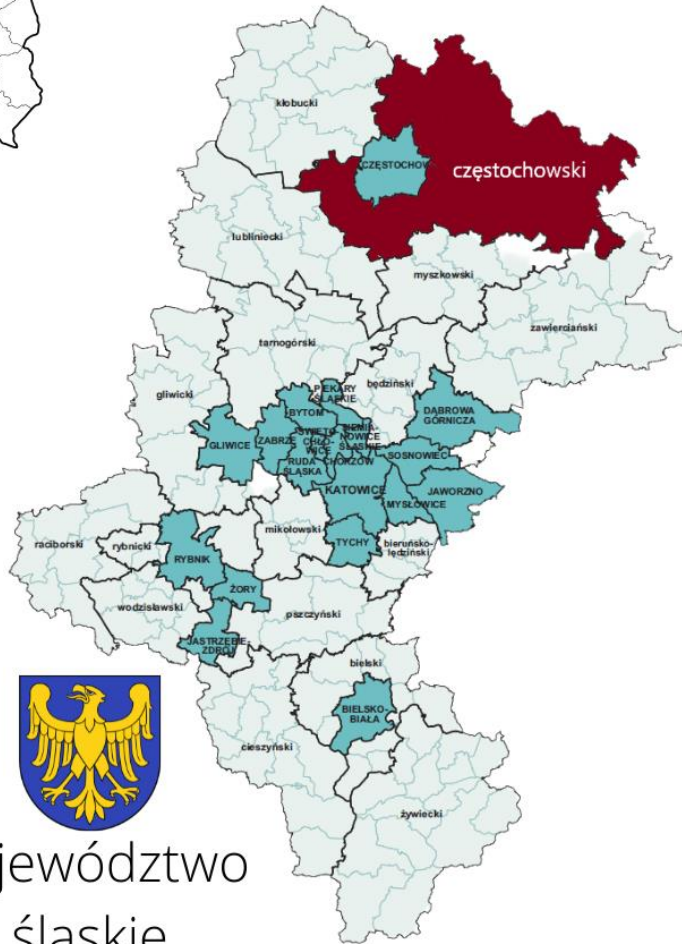 kłobucki
CZĘSTOCHOW
częstochowski
lubliniecki
myszkowski
zawierciański
tarnogórski
gliwicki
będziński
PIEKARY
ŚLĄSKIE
BYTOM
DĄBROWA
GÓRNICZA
GLIWICE
ZABRZE
ŚWIĘTO-
CHŁO-
WICE
SIEMIA-
NOWICE
ŚLĄSKIE
RUDA
ŚLĄSKA
CHORZÓW
SOSNOWIEC
KATOWICE
JAWORZNO
MYSŁOWICE
raciborski
rybnicki
RYBNIK
mikołowski
TYCHY
bieruńsko-
lędziński
ŻORY
wodzisławski
pszczyński
JASTRZĘBIE-
ZDRÓJ
bielski
BIELSKO-
BIAŁA
cieszyński
żywiecki
jewództwo
śląskie